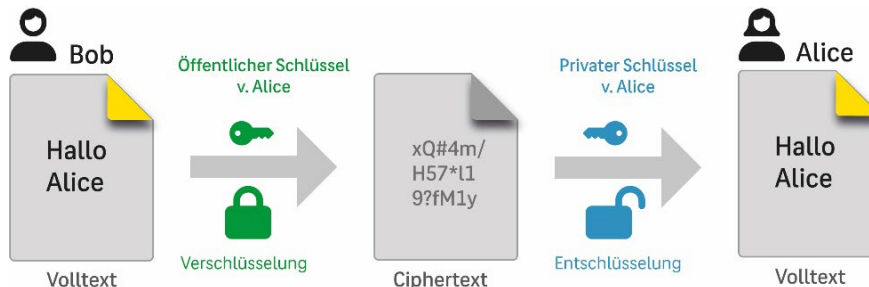 Bob
Hallo
Alice
Volltext
Öffentlicher Schlüssel
v. Alice
Verschlüsselung
xQ#4m/
H57*l1
9?fM1y
Ciphertext
Privater Schlüssel
v. Alice
Entschlüsselung
Alice
Hallo
Alice
Volltext